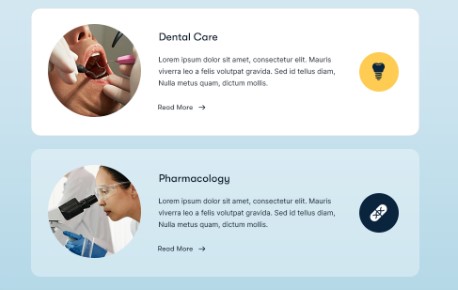 Dental Care
Lorem ipsum dolor sit amet, consectetur elit. Mauris
viverra leo a felis volutpat gravida. Sed id tellus diam,
Nulla metus quam, dictum mollis.
Read More →
Pharmacology
Lorem ipsum dolor sit amet, consectetur elit. Mauris
viverra leo a felis volutpat gravida. Sed id tellus diam,
Nulla metus quam, dictum mollis.
Read More →